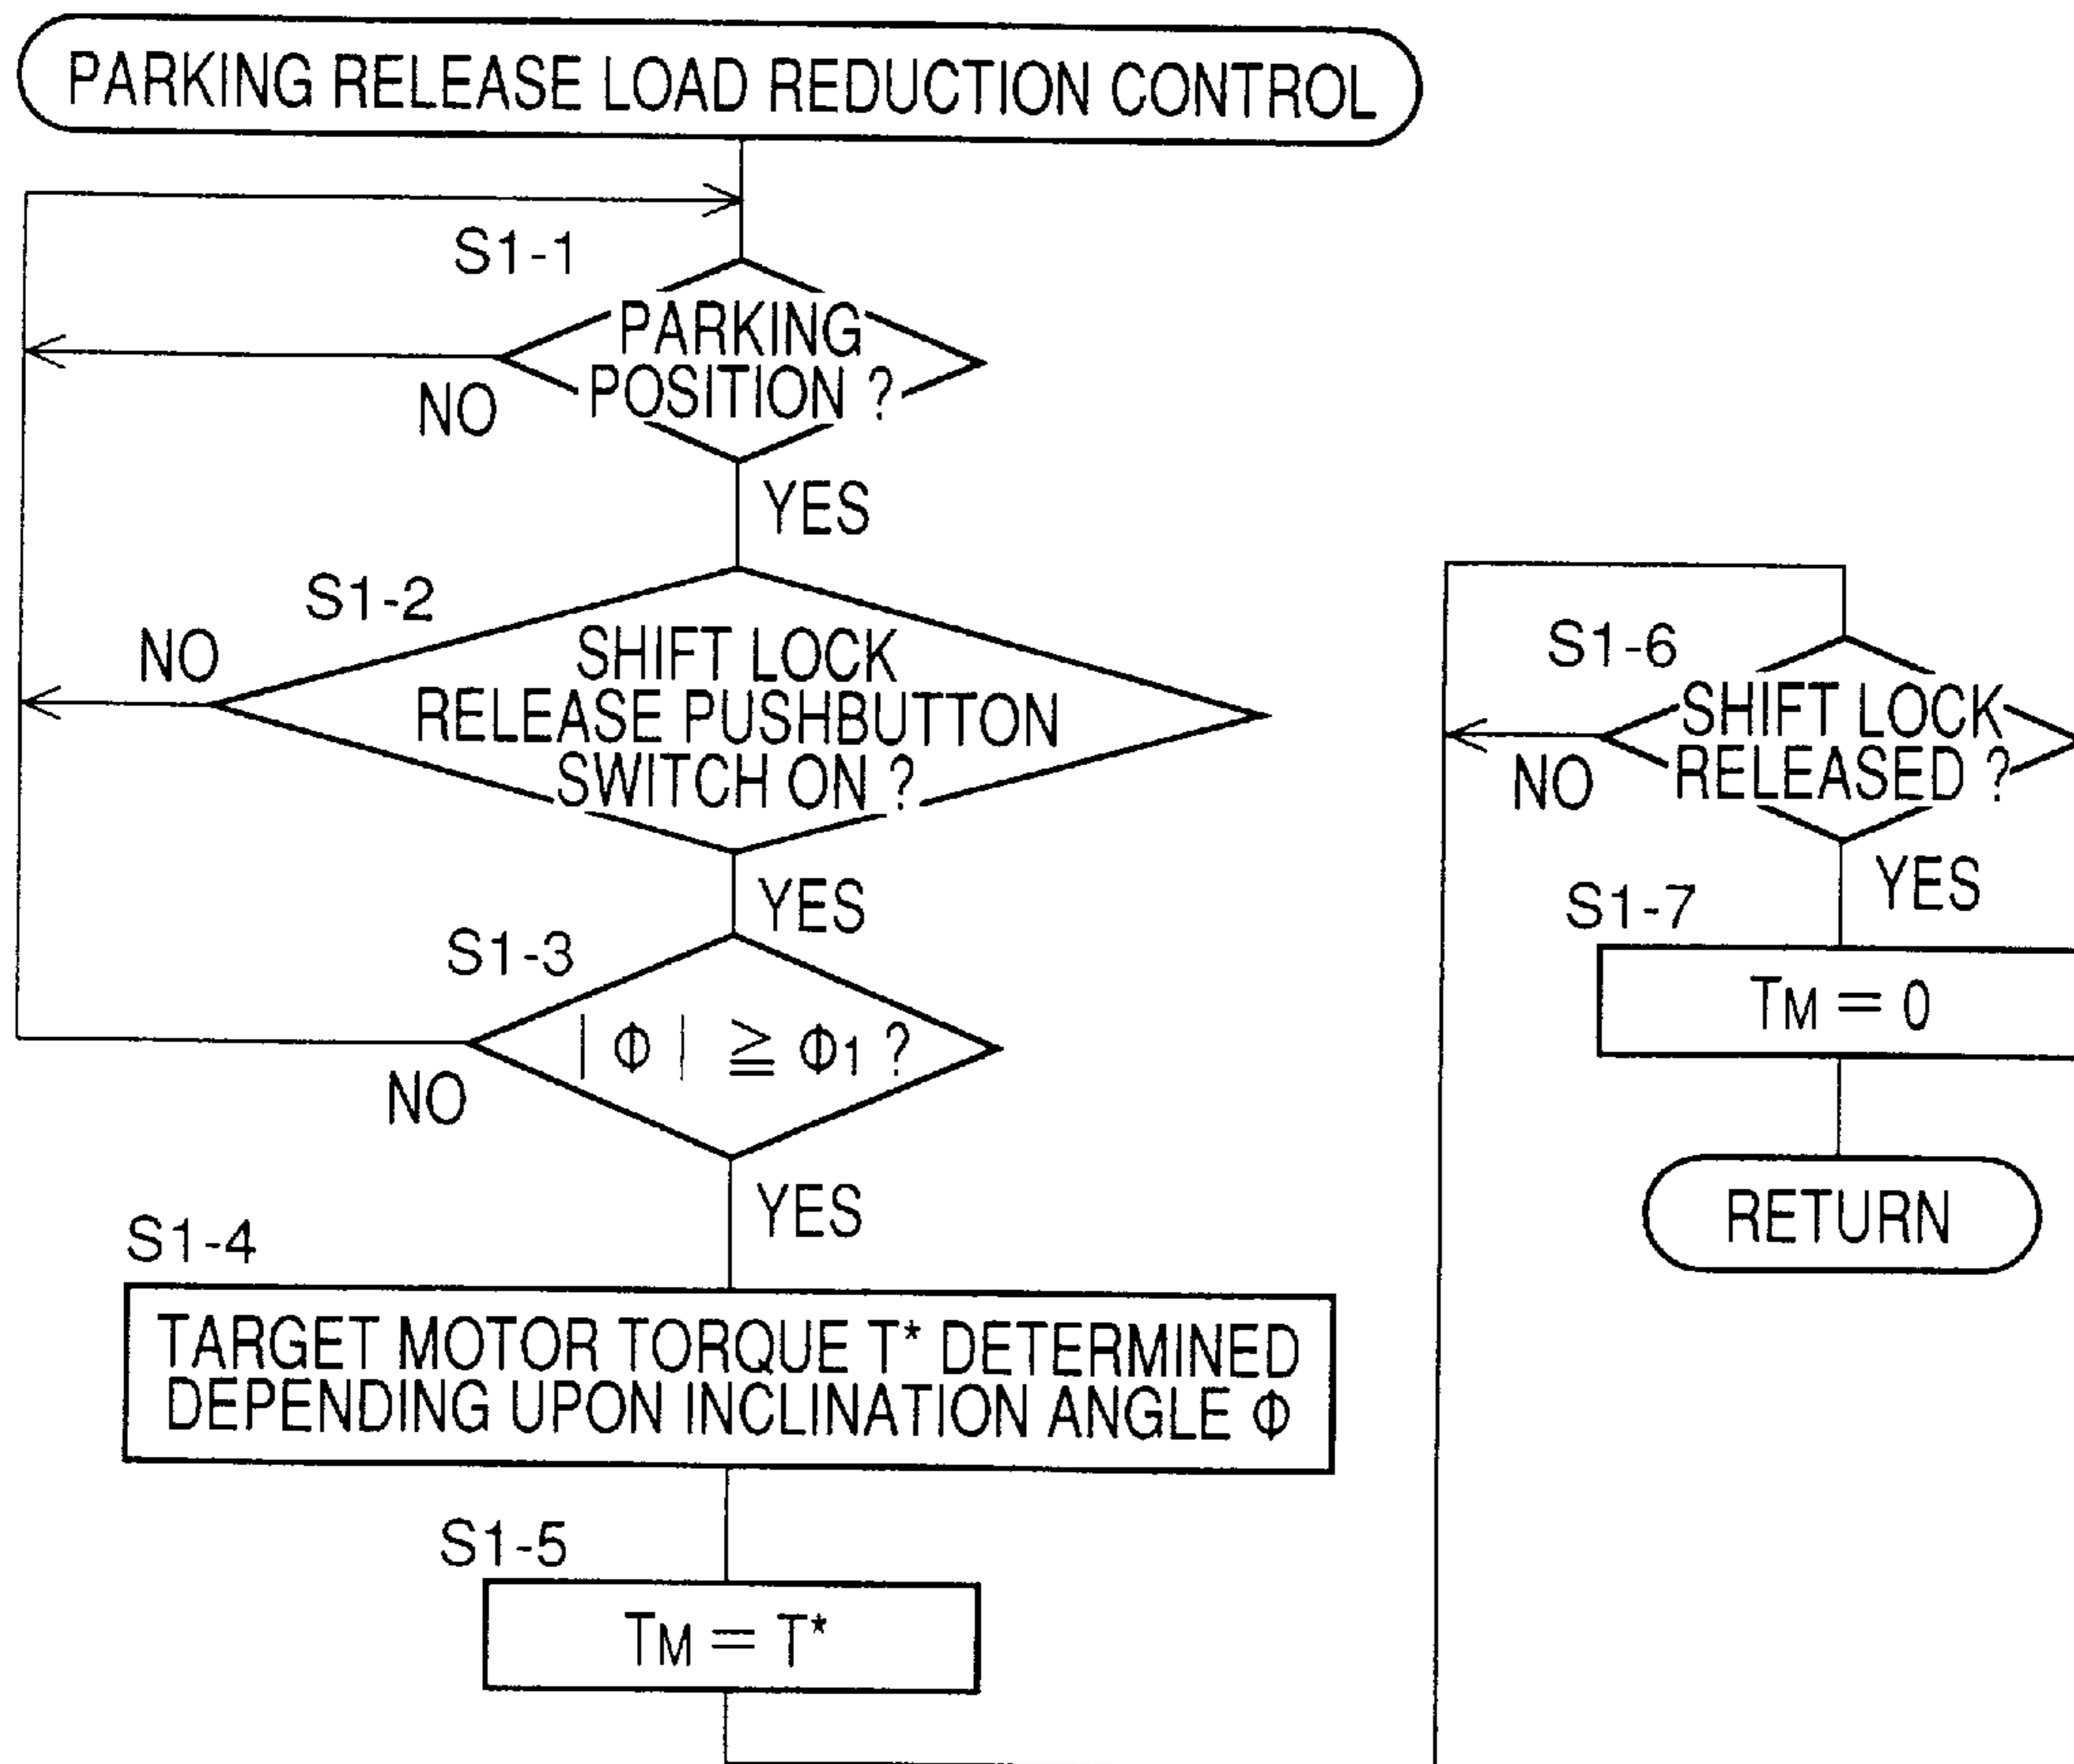 PARKING RELEASE LOAD REDUCTION CONTROL
S1-1
PARKING
POSITION ?
NO
YES
S1-2
NO
SHIFT LOCK
RELEASE PUSHBUTTON
SWITCH ON ?
YES
S1-3
| Φ | ≧ Φ1 ?
NO
YES
S1-4
TARGET MOTOR TORQUE T* DETERMINED
DEPENDING UPON INCLINATION ANGLE Φ
S1-5
TM = T*
S1-6
SHIFT LOCK
RELEASED ?
NO
YES
S1-7
TM = 0
RETURN